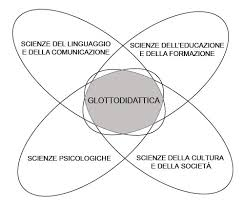 SCIENZE DEL LINGUAGGIO
E DELLA COMUNICAZIONE
SCIENZE DELL'EDUCAZIONE
E DELLA FORMAZIONE
GLOTTODIDATTICA
SCIENZE PSICOLOGICHE
SCIENZE DELLA CULTURA
E DELLA SOCIETÀ